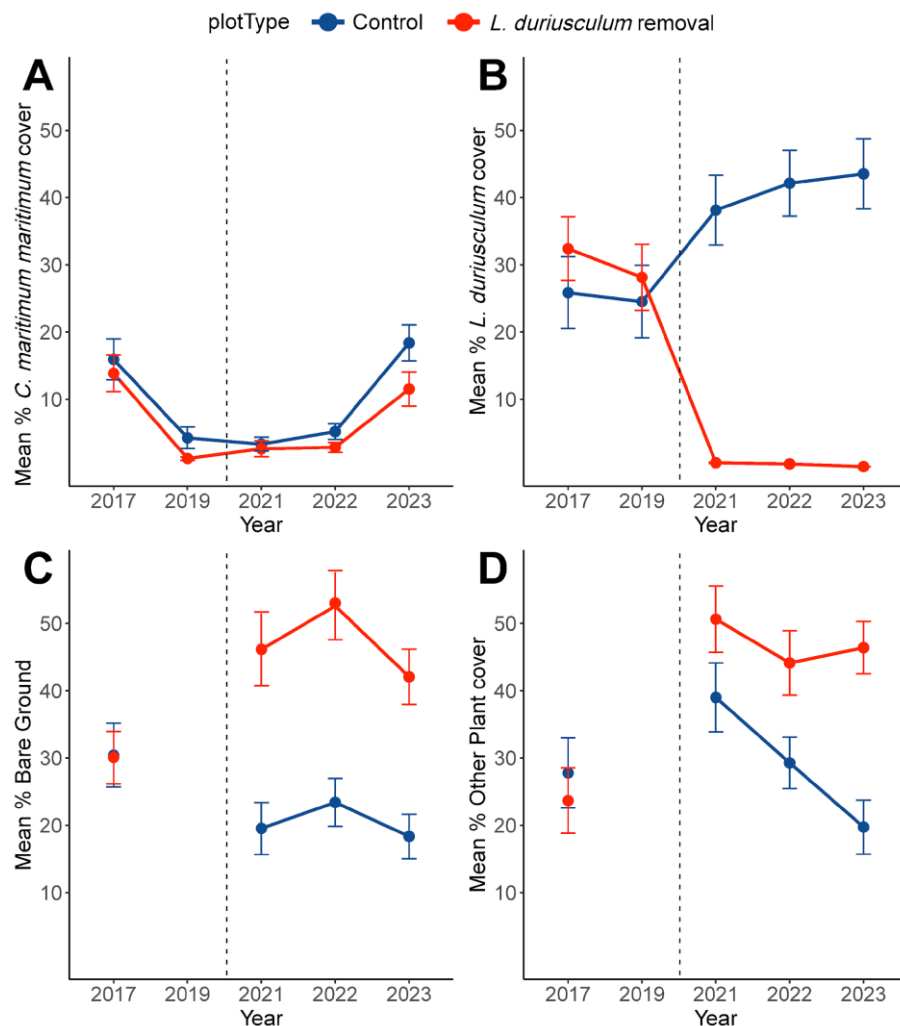 plotType Control L. duriusculum removal
A
Mean % C. maritimum maritimum cover
50
40
30
20
10
2017 2019 2021 2022 2023
Year
B
Mean % L. duriusculum cover
50
40
30
20
10
2017 2019 2021 2022 2023
Year
C
Mean % Bare Ground
50
40
30
20
10
2017 2019 2021 2022 2023
Year
D
Mean % Other Plant cover
50
40
30
20
10
2017 2019 2021 2022 2023
Year